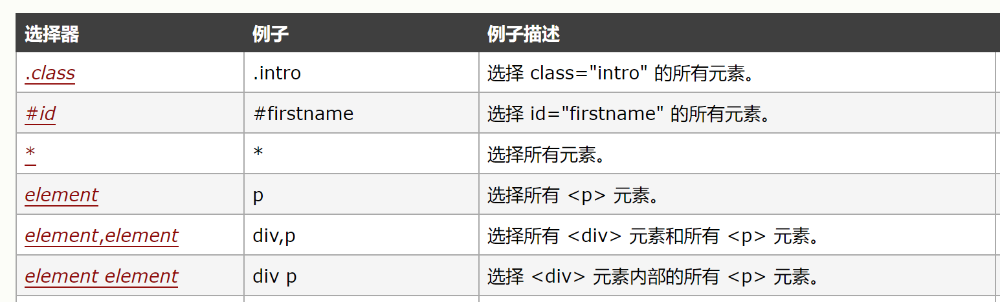 选择器 例子 例子描述
.class .intro 选择 class="intro" 的所有元素。
#id #firstname 选择 id="firstname" 的所有元素。
* * 选择所有元素。
element p 选择所有 <p> 元素。
element,element div,p 选择所有 <div> 元素和所有 <p> 元素。
element element div p 选择 <div> 元素内部的所有 <p> 元素。